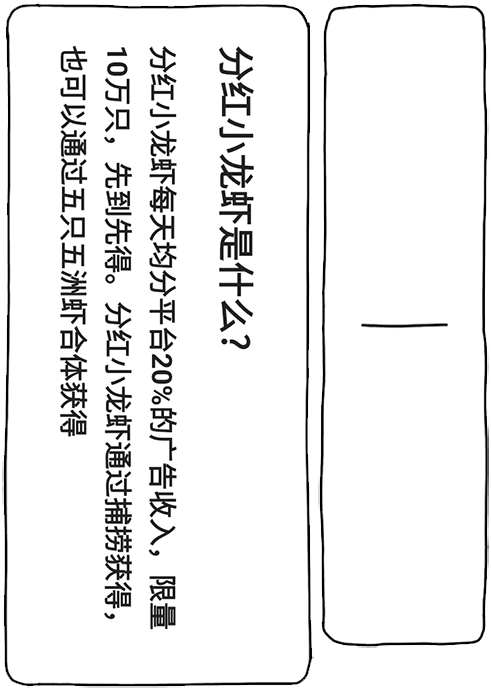 分红小龙虾是什么?
分红小龙虾每天均分平台20%的广告收入，限量
10万只，先到先得。分红小龙虾通过捕捞获得，
也可以通过五只五洲虾合体获得